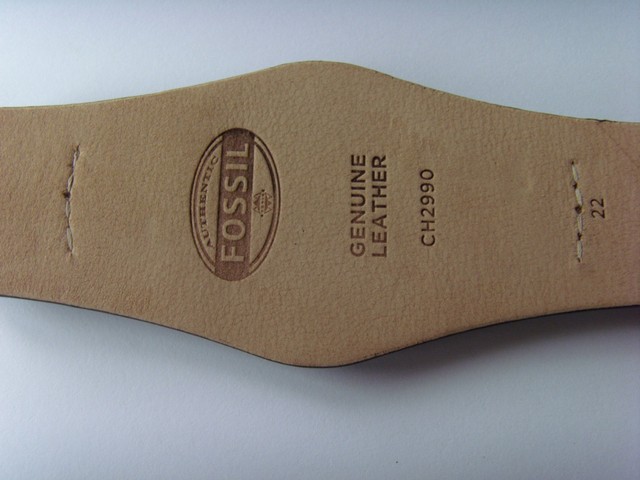 AUTHENTIC
FOSSIL
GENUINE
LEATHER
CH2990
22